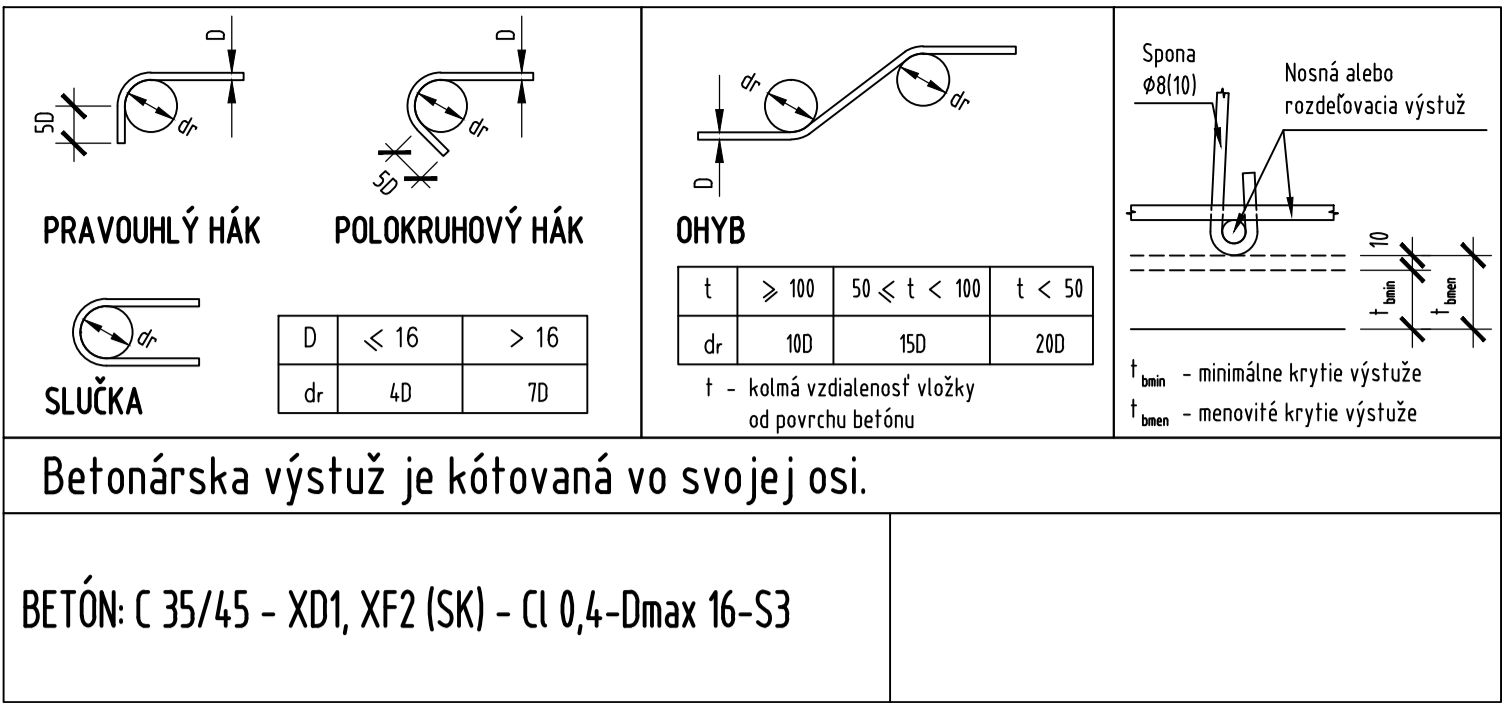 D
5D
dr
PRAVOUHLÝ HÁK
D
5D
dr
POLOKRUHOVÝ HÁK
dr
SLUČKA
D ≤ 16 > 16
dr 4D 7D
dr
dr
D
OHYB
t ≥ 100 50 ≤ t < 100 t < 50
dr 10D 15D 20D
t - kolmá vzdialenosť vložky
od povrchu betónu
Spona
Ø8(10)
Nosná alebo
rozdeľovacia výstuž
10
t bmin
t bmen
t bmin - minimálne krytie výstuže
t bmen - menovité krytie výstuže
Betonárska výstuž je kótovaná vo svojej osi.
BETÓN: C 35/45 - XD1, XF2 (SK) - Cl 0,4-Dmax 16-S3